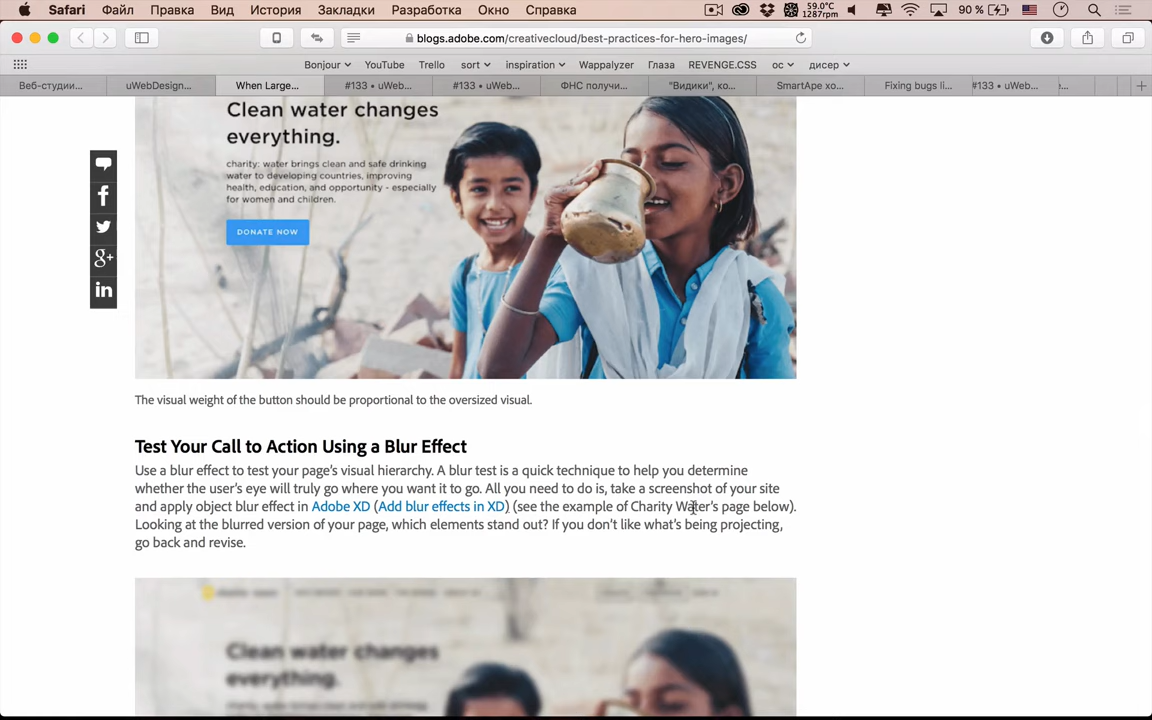 Safari Файл Правка Вид История Закладки Разработка Окно Справка 59.0°C 1287rpm 90 %
blogs.adobe.com/creativecloud/best-practices-for-hero-images/
Bonjour YouTube Trello sort inspiration Wappalyzer Глаза REVENGE.CSS ос дисер
Веб-студии... uWebDesign... When Large... #133 • uWeb... #133 • uWeb... ФНС получи... "Видики", ко... SmartApe хо... Fixing bugs li... #133 • uWeb...
Clean water changes
everything.
charity: water brings clean and safe drinking
water to developing countries, improving
health, education, and opportunity - especially
for women and children.
DONATE NOW
The visual weight of the button should be proportional to the oversized visual.
Test Your Call to Action Using a Blur Effect
Use a blur effect to test your page's visual hierarchy. A blur test is a quick technique to help you determine
whether the user's eye will truly go where you want it to go. All you need to do is, take a screenshot of your site
and apply object blur effect in Adobe XD (Add blur effects in XD) (see the example of Charity Water's page below).
Looking at the blurred version of your page, which elements stand out? If you don't like what's being projecting,
go back and revise.
Clean water changes
everything.